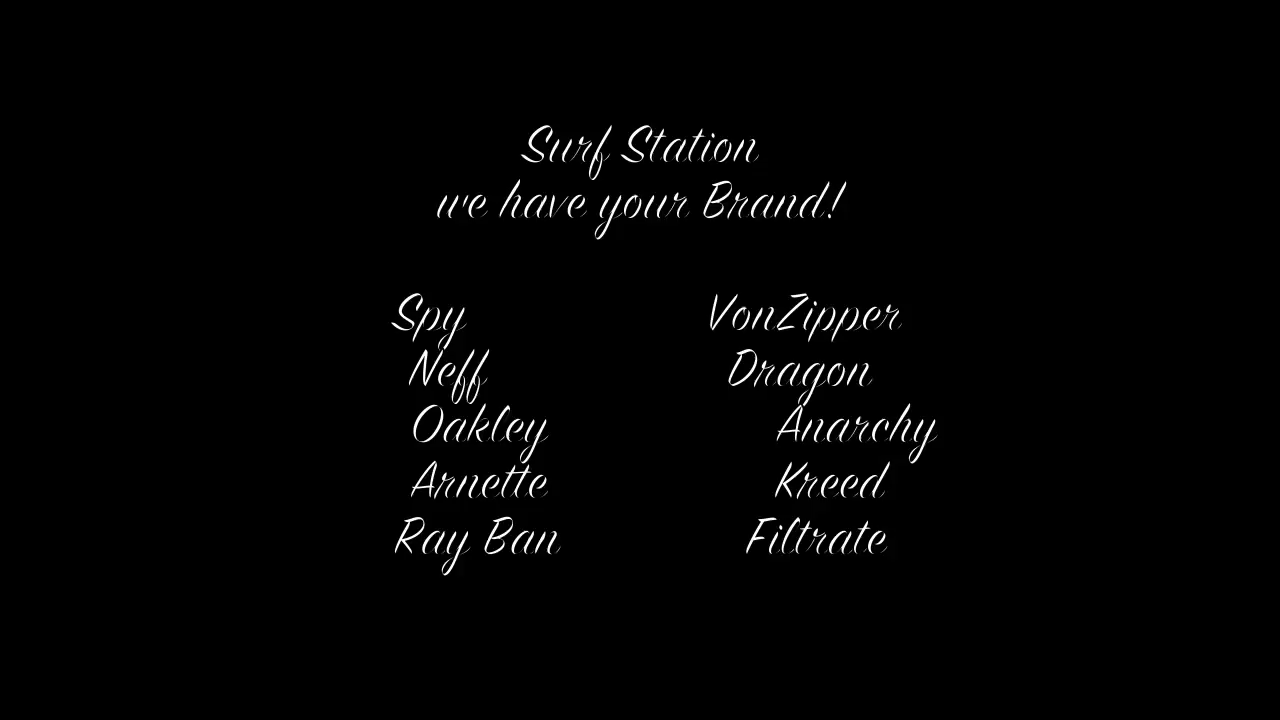 Surf Station
we have your Brand!
Spy VonZipper
Neff Dragon
Oakley Anarchy
Arnette Kreed
Ray Ban Filtrate